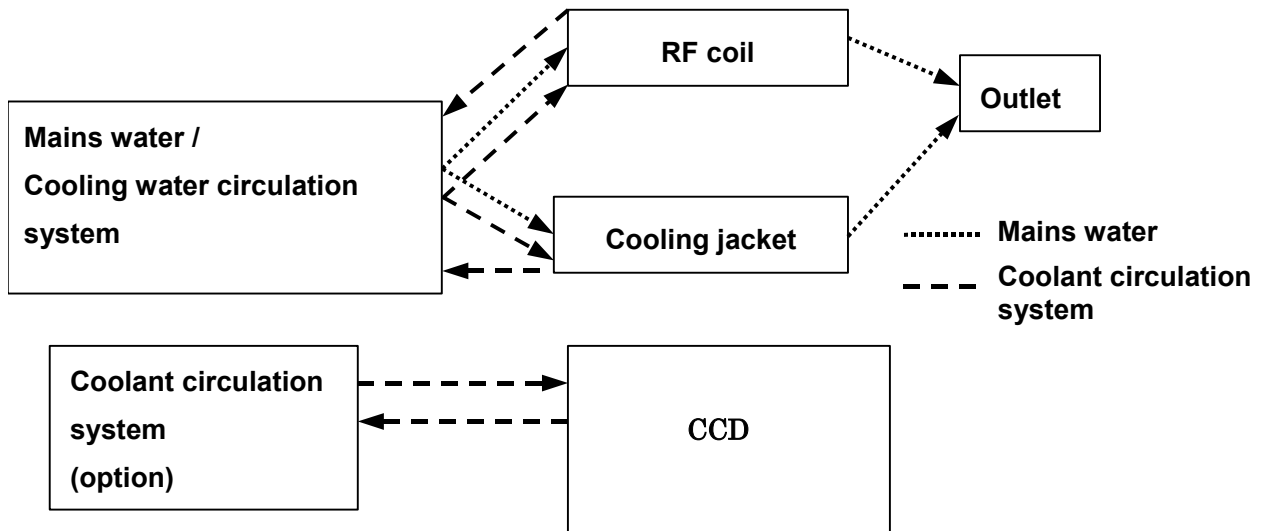 RF coil
Outlet
Mains water /
Cooling water circulation
system
Cooling jacket
Mains water
Coolant circulation
system
Coolant circulation
system
(option)
CCD